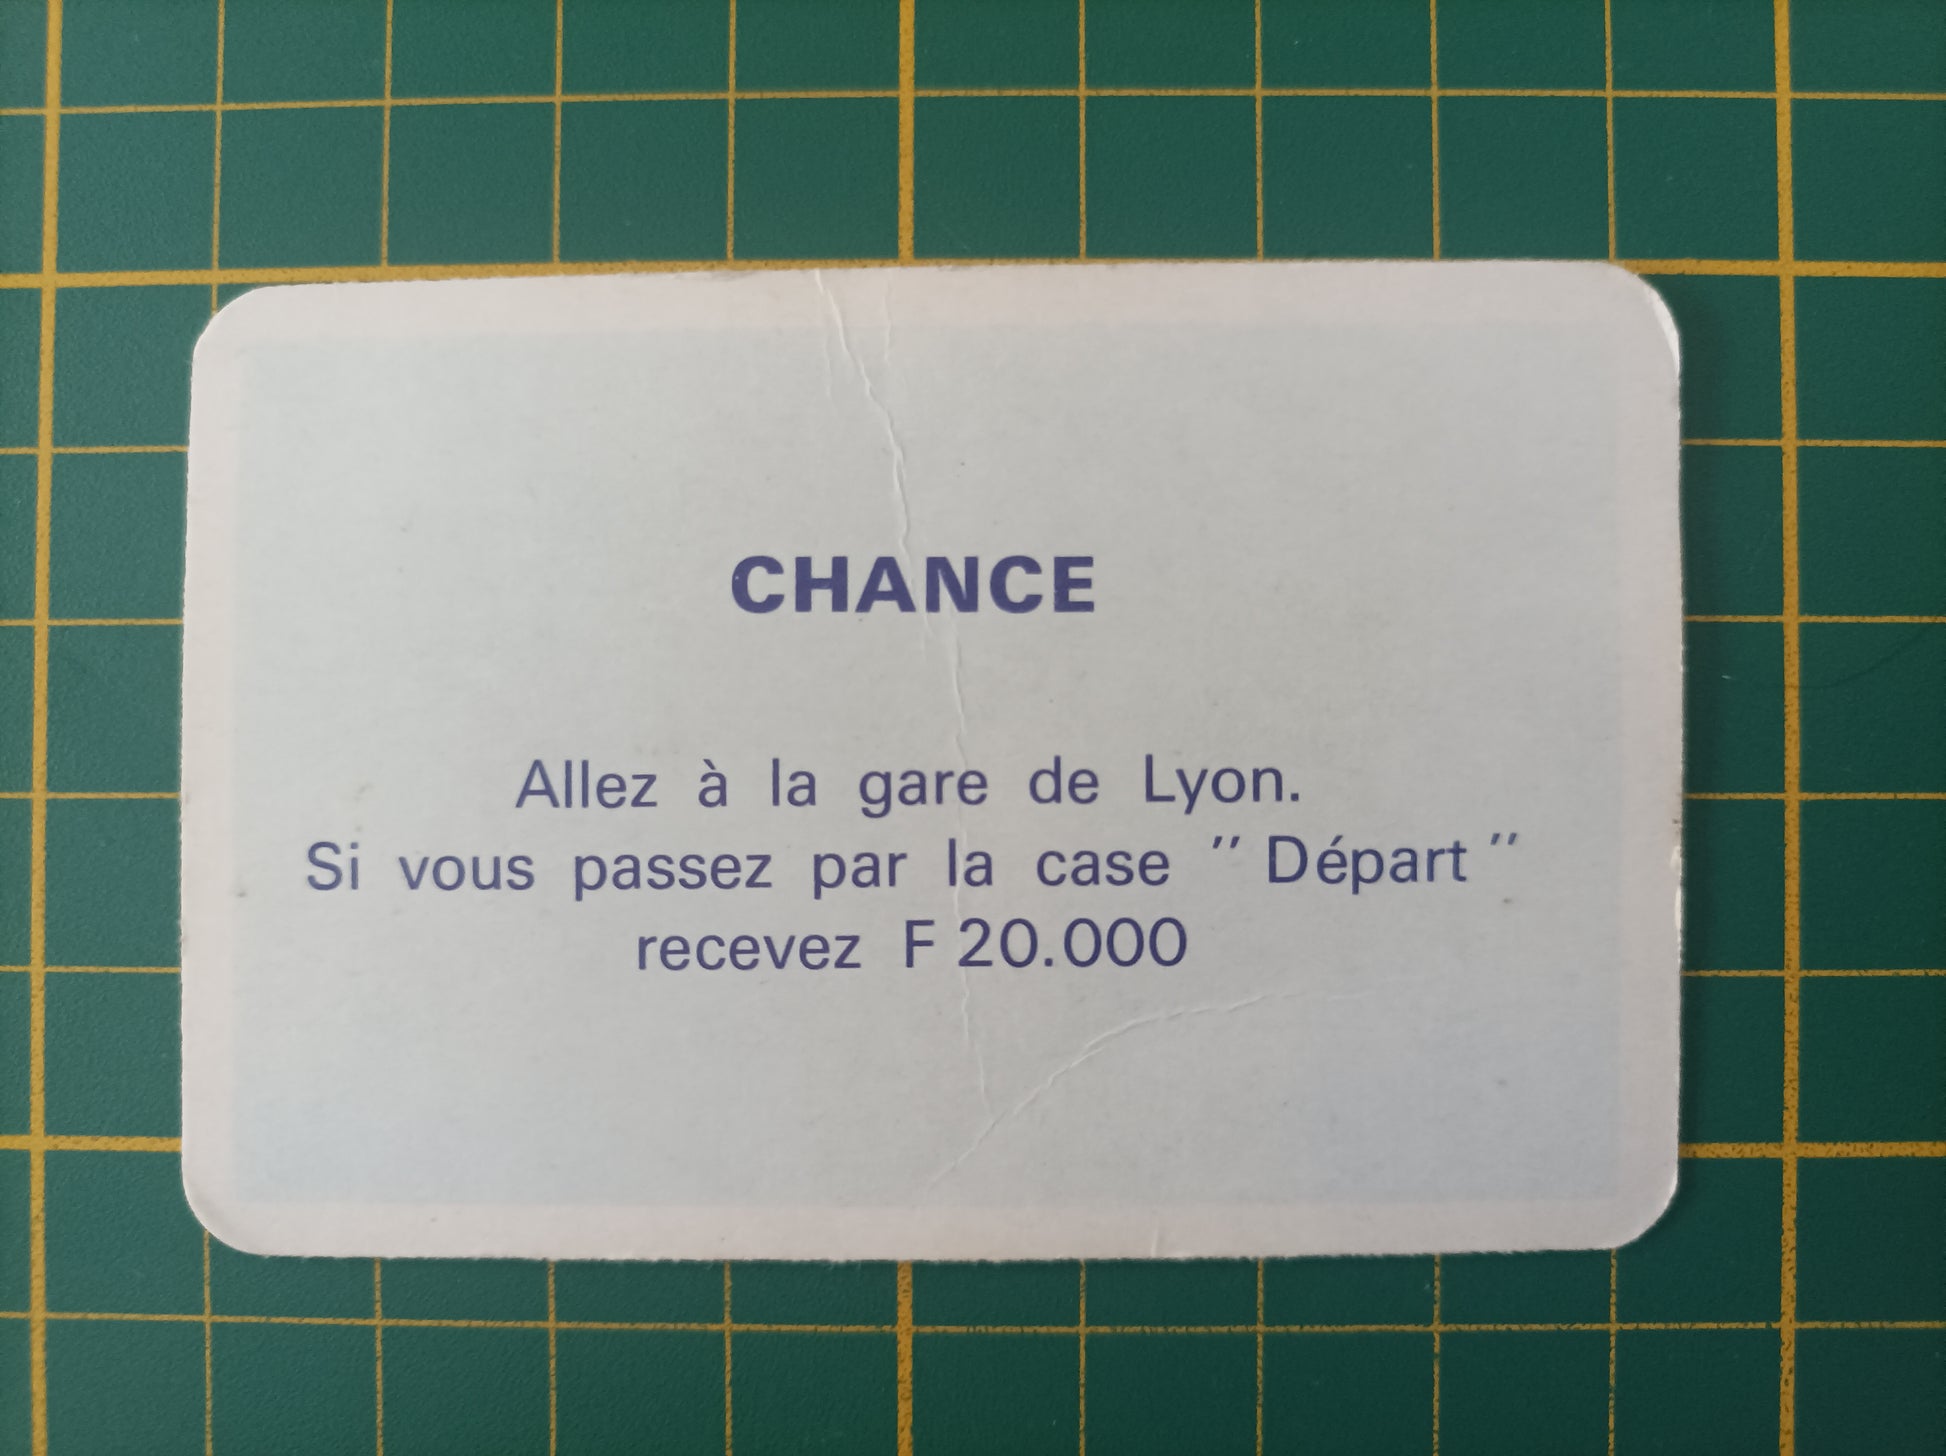 CHANCE
Allez à la gare de Lyon.
Si vous passez par la case " Départ "
recevez F 20.000